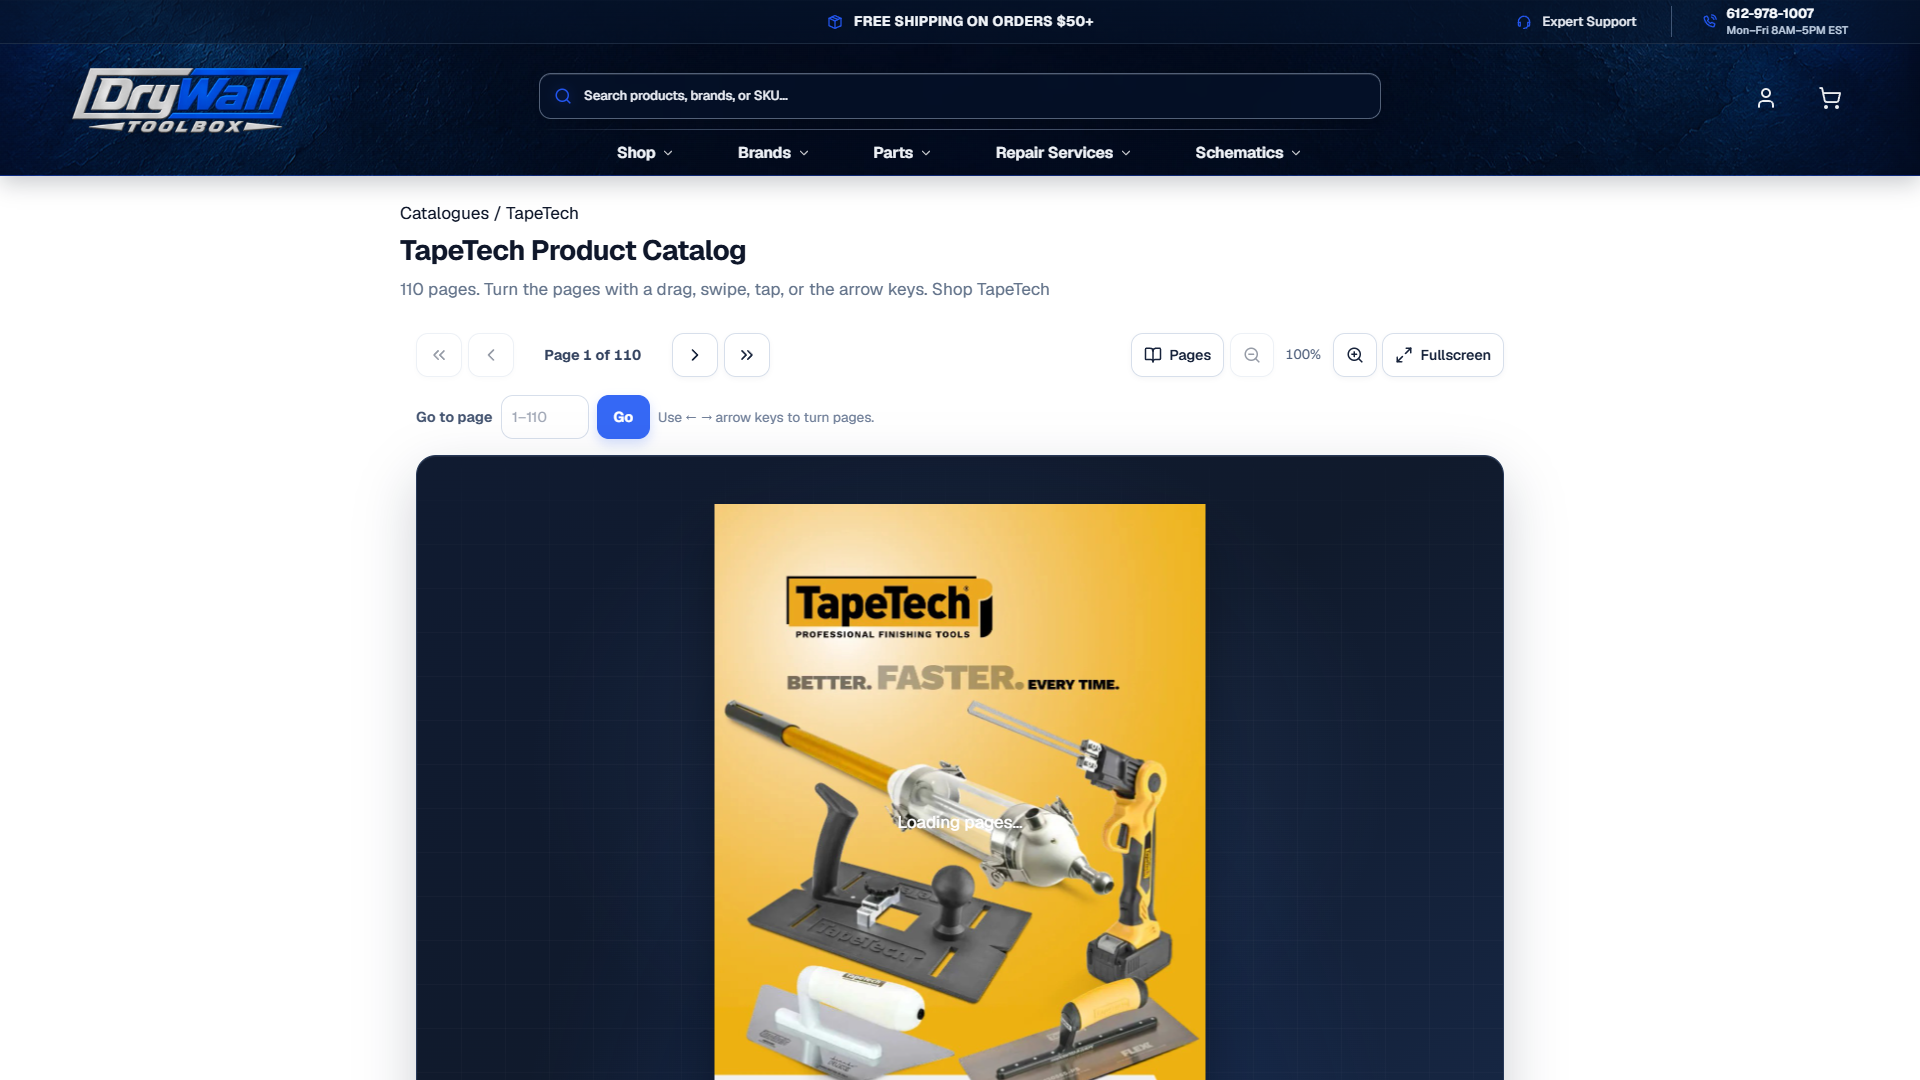 FREE SHIPPING ON ORDERS $50+
Expert Support
612-978-1007
Mon–Fri 8AM–5PM EST
DryWall
TOOLBOX
Search products, brands, or SKU...
Shop
Brands
Parts
Repair Services
Schematics
Catalogues / TapeTech
TapeTech Product Catalog
110 pages. Turn the pages with a drag, swipe, tap, or the arrow keys. Shop TapeTech
Page 1 of 110
Pages
100%
Fullscreen
Go to page
1–110
Go
Use ← → arrow keys to turn pages.
TapeTech®
PROFESSIONAL FINISHING TOOLS
BETTER. FASTER. EVERY TIME.
Loading pages...
TapeTech
FLEX